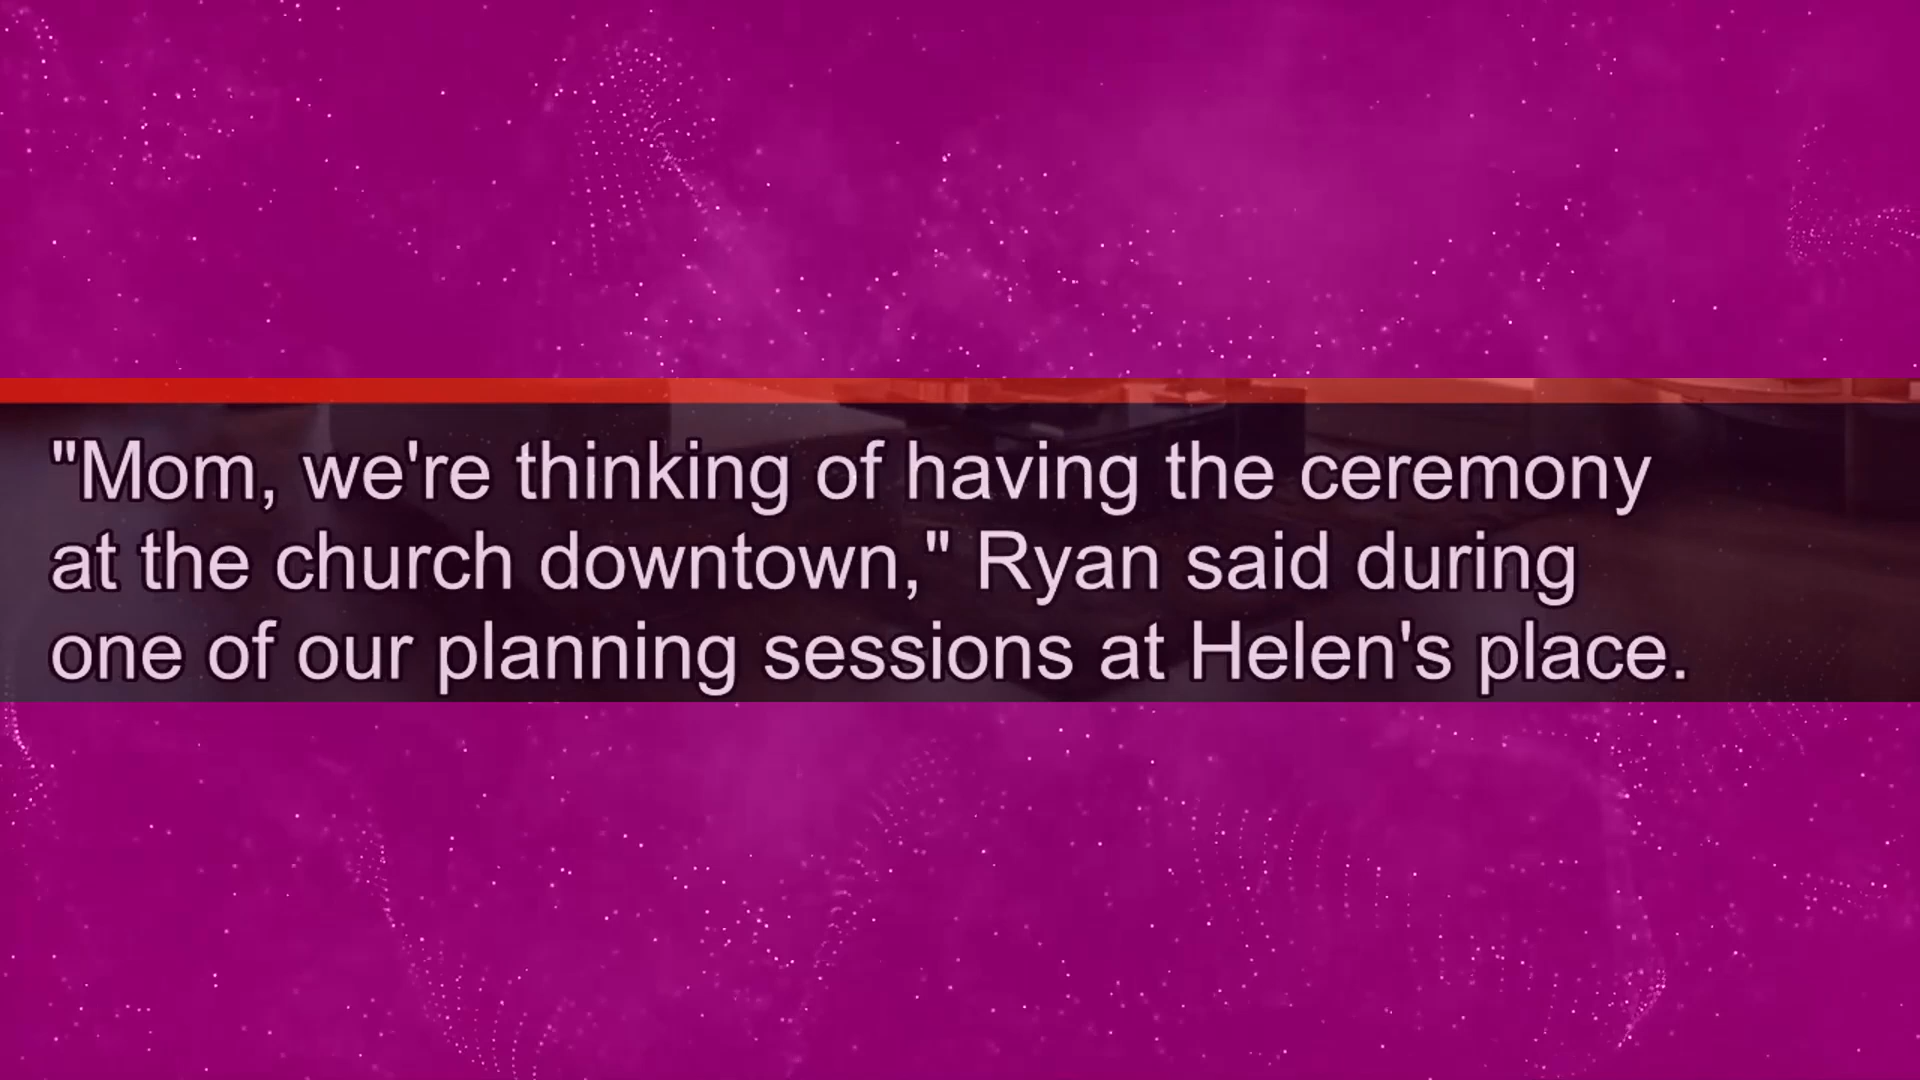 "Mom, we're thinking of having the ceremony
at the church downtown," Ryan said during
one of our planning sessions at Helen's place.